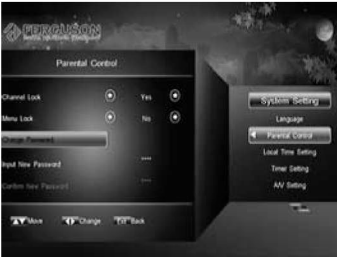 FERGUSON
Parental Control
Channel Lock Yes
Menu Lock No
Change Password
Input New Password ****
Confirm New Password ****
Move Change Exit Back
System Setting
Language
Parental Control
Local Time Setting
Timer Setting
A/V Setting